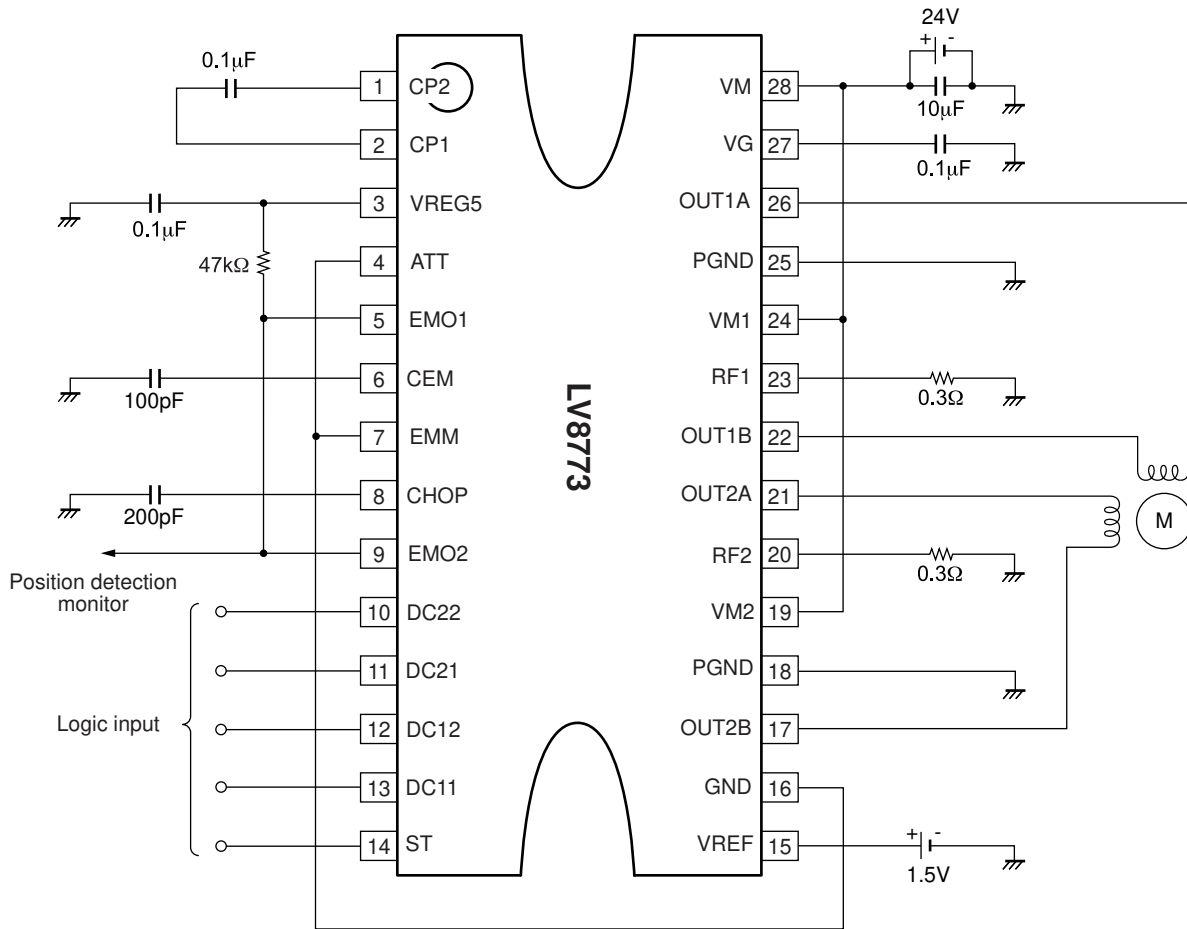 24V
+ -
0.1µF
1 CP2
VM 28
10µF
2 CP1
VG 27
0.1µF
3 VREG5
OUT1A 26
0.1µF
47kΩ
4 ATT
PGND 25
5 EMO1
VM1 24
6 CEM
RF1 23
100pF
0.3Ω
7 EMM
OUT1B 22
LV8773
8 CHOP
OUT2A 21
200pF
M
9 EMO2
RF2 20
0.3Ω
Position detection
monitor
10 DC22
VM2 19
11 DC21
PGND 18
Logic input
12 DC12
OUT2B 17
13 DC11
GND 16
14 ST
VREF 15
+ -
1.5V